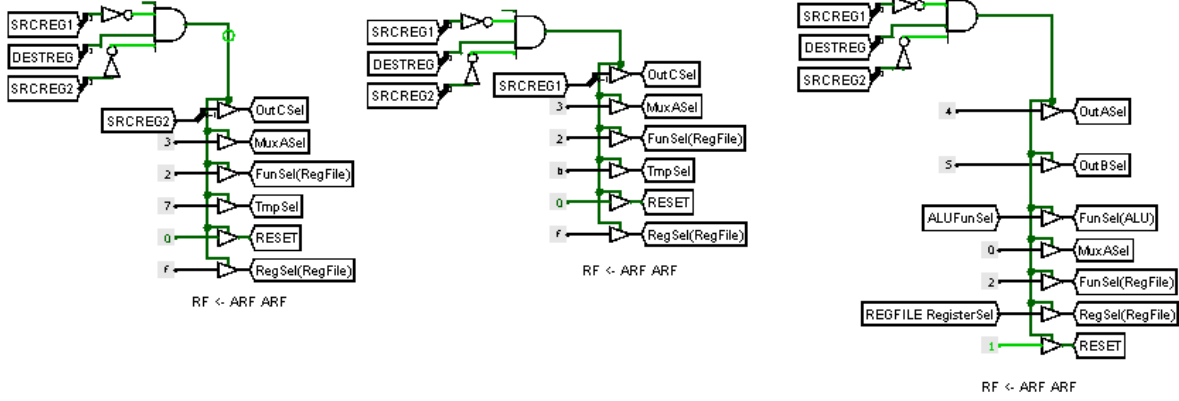 SRCREG1
DESTREG
SRCREG2
SRCREG2
OutCSel
3
MuxASel
2
FunSel(RegFile)
7
TmpSel
0
RESET
f
RegSel(RegFile)
RF <- ARF ARF
SRCREG1
DESTREG
SRCREG2
SRCREG1
OutCSel
3
MuxASel
2
FunSel(RegFile)
b
TmpSel
0
RESET
f
RegSel(RegFile)
RF <- ARF ARF
SRCREG1
DESTREG
SRCREG2
4
OutASel
5
OutBSel
ALUFunSel
FunSel(ALU)
0
MuxASel
2
FunSel(RegFile)
REGFILE RegisterSel
RegSel(RegFile)
1
RESET
RF <- ARF ARF